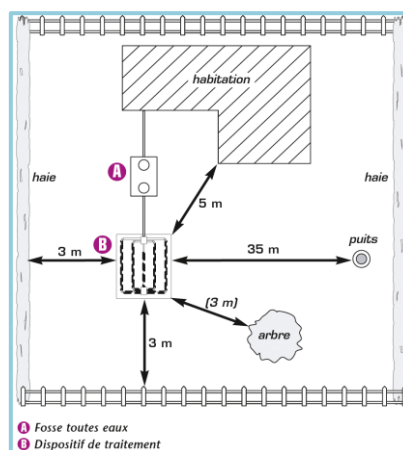 habitation
A
haie
haie
5 m
B
puits
3 m
35 m
(3 m)
3 m
arbre
A Fosse toutes eaux
B Dispositif de traitement